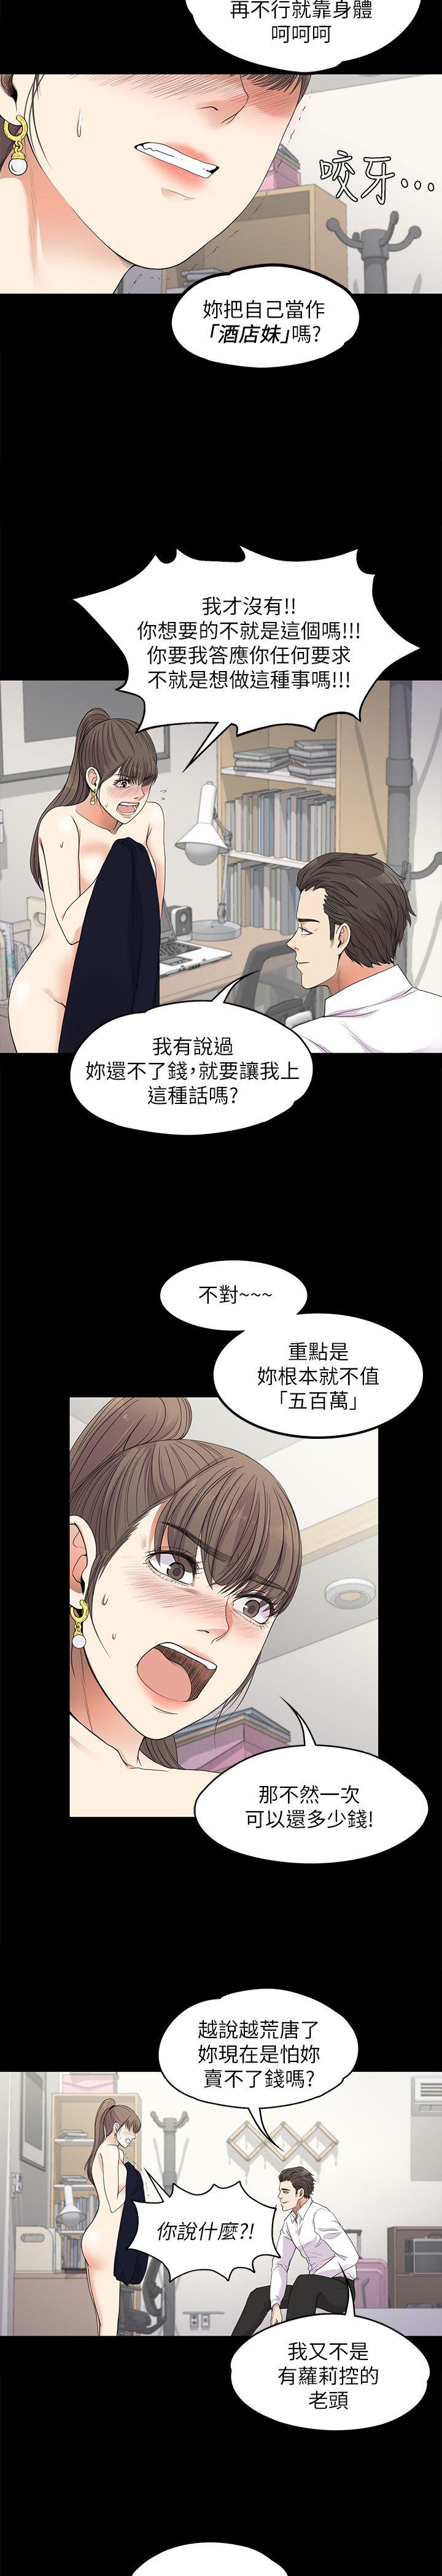 再不行就靠身體
呵呵呵
咬牙…
妳把自己當作
「酒店妹」嗎?
我才沒有!!
你想要的不就是這個嗎!!!
你要我答應你任何要求
不就是想做這種事嗎!!!
我有說過
妳還不了錢,就要讓我上
這種話嗎?
不對~~~
重點是
妳根本就不值
「五百萬」
那不然一次
可以還多少錢!
越說越荒唐了
妳現在是怕妳
賣不了錢嗎?
你說什麼?!
我又不是
有蘿莉控的
老頭